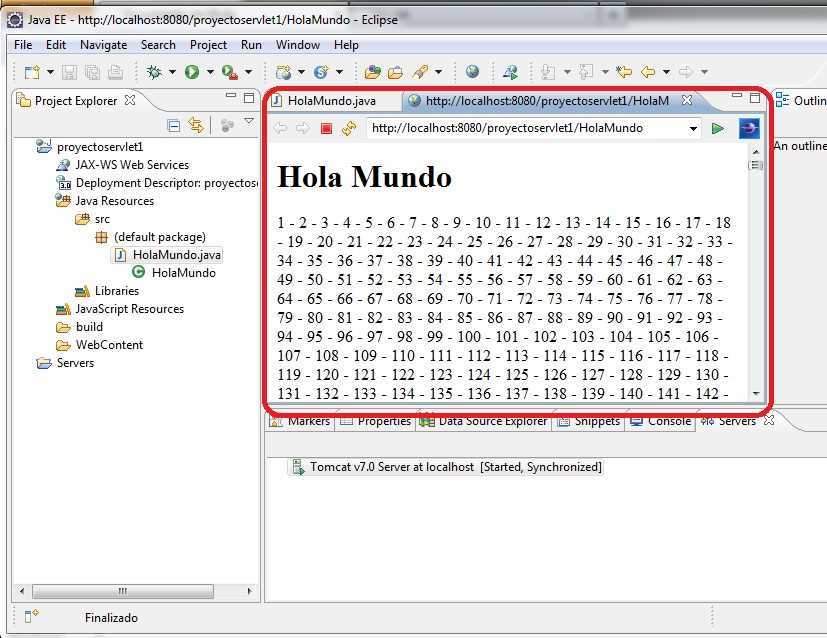 Java EE - http://localhost:8080/proyectoservlet1/HolaMundo - Eclipse
File Edit Navigate Search Project Run Window Help
Project Explorer
proyectoservlet1
JAX-WS Web Services
Deployment Descriptor: proyectos
Java Resources
src
(default package)
HolaMundo.java
HolaMundo
Libraries
JavaScript Resources
build
WebContent
Servers
HolaMundo.java
http://localhost:8080/proyectoservlet1/HolaM
http://localhost:8080/proyectoservlet1/HolaMundo
Hola Mundo
1 - 2 - 3 - 4 - 5 - 6 - 7 - 8 - 9 - 10 - 11 - 12 - 13 - 14 - 15 - 16 - 17 - 18
- 19 - 20 - 21 - 22 - 23 - 24 - 25 - 26 - 27 - 28 - 29 - 30 - 31 - 32 - 33 -
34 - 35 - 36 - 37 - 38 - 39 - 40 - 41 - 42 - 43 - 44 - 45 - 46 - 47 - 48 -
49 - 50 - 51 - 52 - 53 - 54 - 55 - 56 - 57 - 58 - 59 - 60 - 61 - 62 - 63 -
64 - 65 - 66 - 67 - 68 - 69 - 70 - 71 - 72 - 73 - 74 - 75 - 76 - 77 - 78 -
79 - 80 - 81 - 82 - 83 - 84 - 85 - 86 - 87 - 88 - 89 - 90 - 91 - 92 - 93 -
94 - 95 - 96 - 97 - 98 - 99 - 100 - 101 - 102 - 103 - 104 - 105 - 106 -
107 - 108 - 109 - 110 - 111 - 112 - 113 - 114 - 115 - 116 - 117 - 118 -
119 - 120 - 121 - 122 - 123 - 124 - 125 - 126 - 127 - 128 - 129 - 130 -
131 - 132 - 133 - 134 - 135 - 136 - 137 - 138 - 139 - 140 - 141 - 142 -
Outlin
An outline
Markers Properties Data Source Explorer Snippets Console Servers
Tomcat v7.0 Server at localhost [Started, Synchronized]
Finalizado